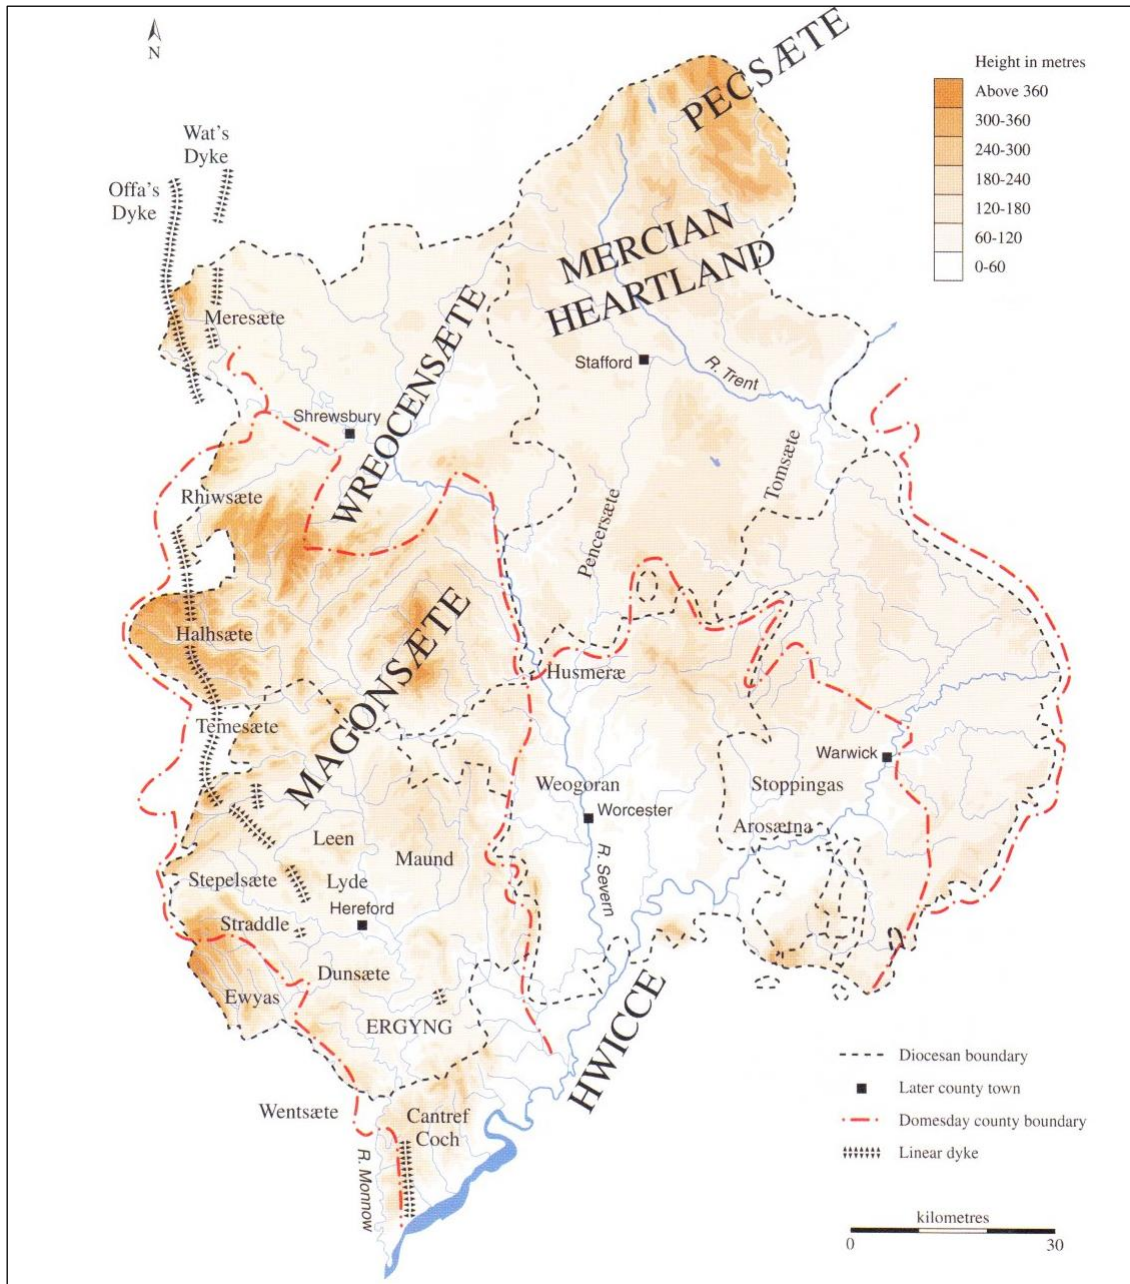 N
PECSÆTE
Height in metres
Above 360
300-360
240-300
180-240
120-180
60-120
0-60
Wat's
Dyke
Offa's
Dyke
MERCIAN
HEARTLAND
Meresæte
WREOCENSÆTE
Stafford
R. Trent
Shrewsbury
Tomsæte
Rhiwsæte
Pencersæte
Halhsæte
MAGONSÆTE
Husmeræ
Temesæte
Warwick
Weogoran
Stoppingas
Worcester
Arosætna
Leen
Maund
R. Severn
Stepelsæte
Lyde
Hereford
Straddle
Dunsæte
Ewyas
ERGYNG
HWICCE
Wentsæte
Cantref
Coch
R. Monnow
Diocesan boundary
Later county town
Domesday county boundary
Linear dyke
kilometres
0
30